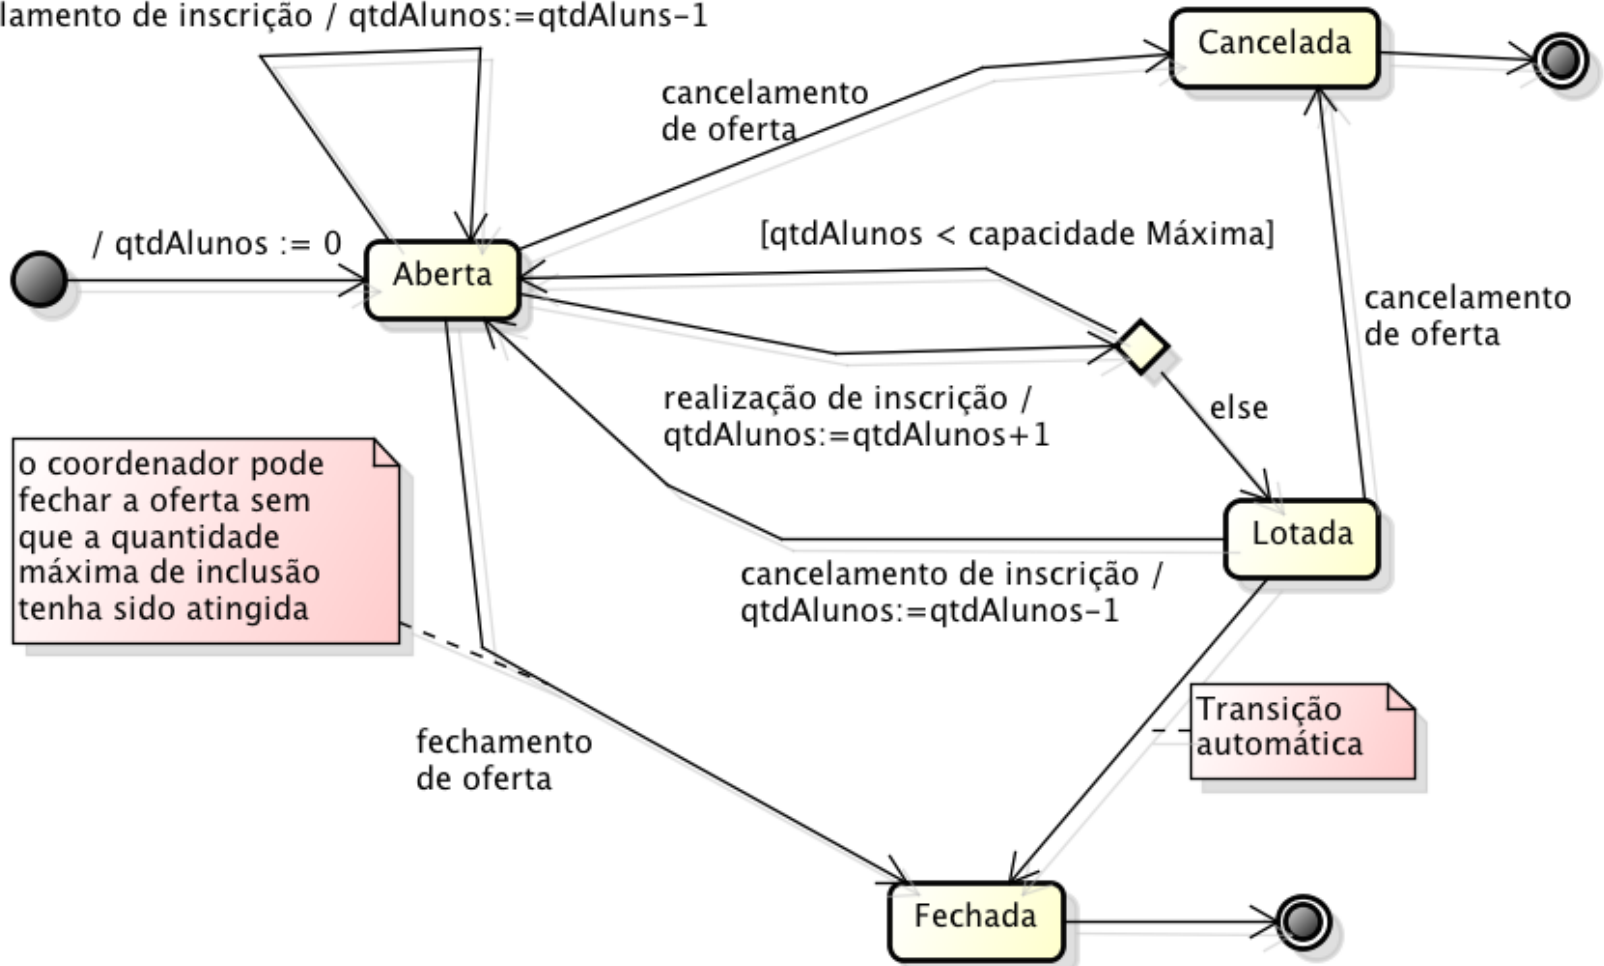 lamento de inscrição / qtdAlunos:=qtdAluns-1
Cancelada
cancelamento
de oferta
/ qtdAlunos := 0
Aberta
[qtdAlunos < capacidade Máxima]
cancelamento
de oferta
realização de inscrição /
qtdAlunos:=qtdAlunos+1
else
o coordenador pode
fechar a oferta sem
que a quantidade
máxima de inclusão
tenha sido atingida
Lotada
cancelamento de inscrição /
qtdAlunos:=qtdAlunos-1
Transição
automática
fechamento
de oferta
Fechada